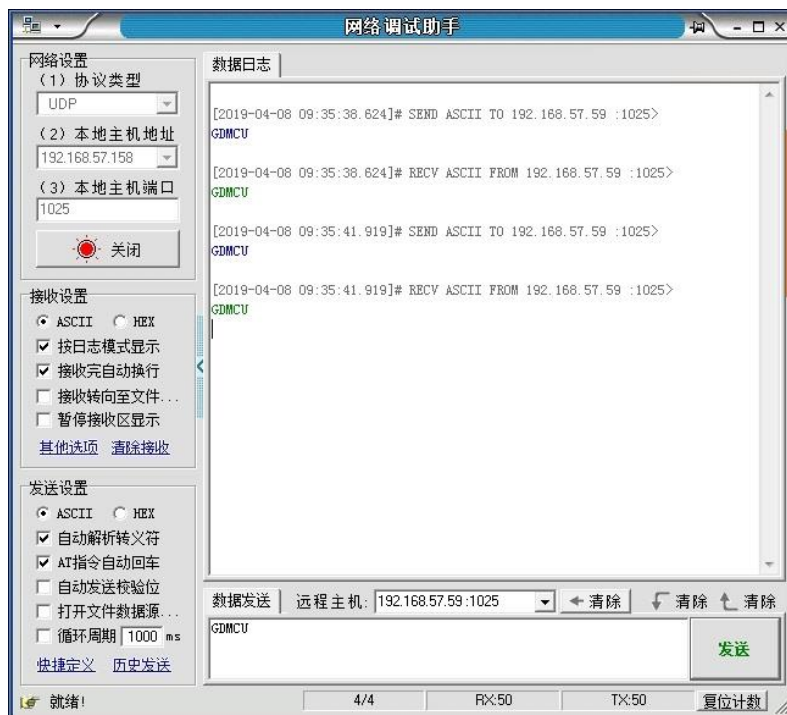 网络调试助手
网络设置
(1) 协议类型
UDP
(2) 本地主机地址
192.168.57.158
(3) 本地主机端口
1025
关闭
接收设置
ASCII HEX
按日志模式显示
接收完自动换行
接收转向至文件...
暂停接收区显示
其他选项 清除接收
发送设置
ASCII HEX
自动解析转义符
AT指令自动回车
自动发送校验位
打开文件数据源...
循环周期 1000 ms
快捷定义 历史发送
数据日志
[2019-04-08 09:35:38.624]# SEND ASCII TO 192.168.57.59 :1025>
GDMCU
[2019-04-08 09:35:38.624]# RECV ASCII FROM 192.168.57.59 :1025>
GDMCU
[2019-04-08 09:35:41.919]# SEND ASCII TO 192.168.57.59 :1025>
GDMCU
[2019-04-08 09:35:41.919]# RECV ASCII FROM 192.168.57.59 :1025>
GDMCU
数据发送 远程主机: 192.168.57.59:1025 清除 清除 清除
GDMCU
发送
就绪! 4/4 RX:50 TX:50 复位计数